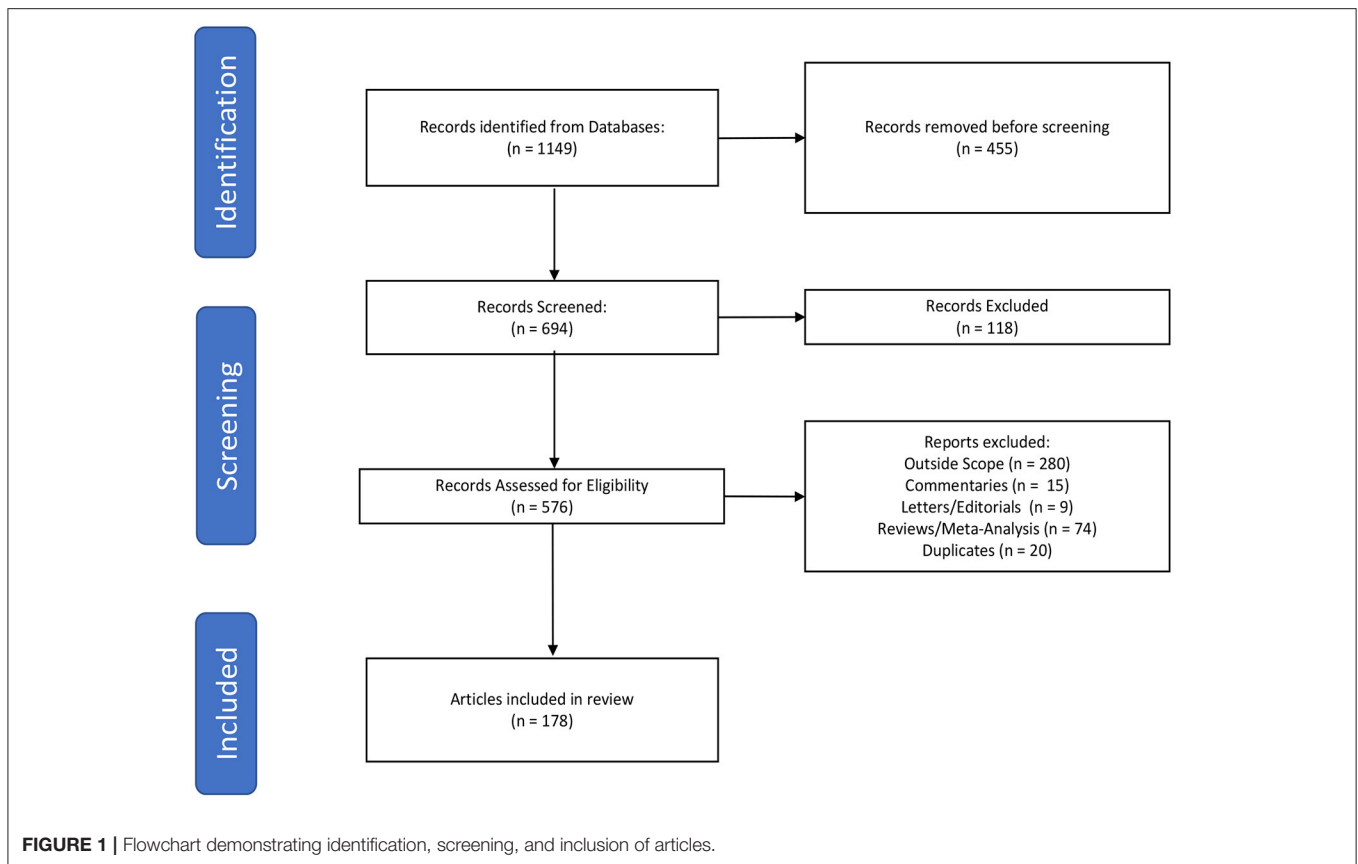 Identification
Records identified from Databases:
(n = 1149)
Records removed before screening
(n = 455)
Screening
Records Screened:
(n = 694)
Records Excluded
(n = 118)
Records Assessed for Eligibility
(n = 576)
Reports excluded:
Outside Scope (n = 280)
Commentaries (n = 15)
Letters/Editorials (n = 9)
Reviews/Meta-Analysis (n = 74)
Duplicates (n = 20)
Included
Articles included in review
(n = 178)
FIGURE 1 | Flowchart demonstrating identification, screening, and inclusion of articles.